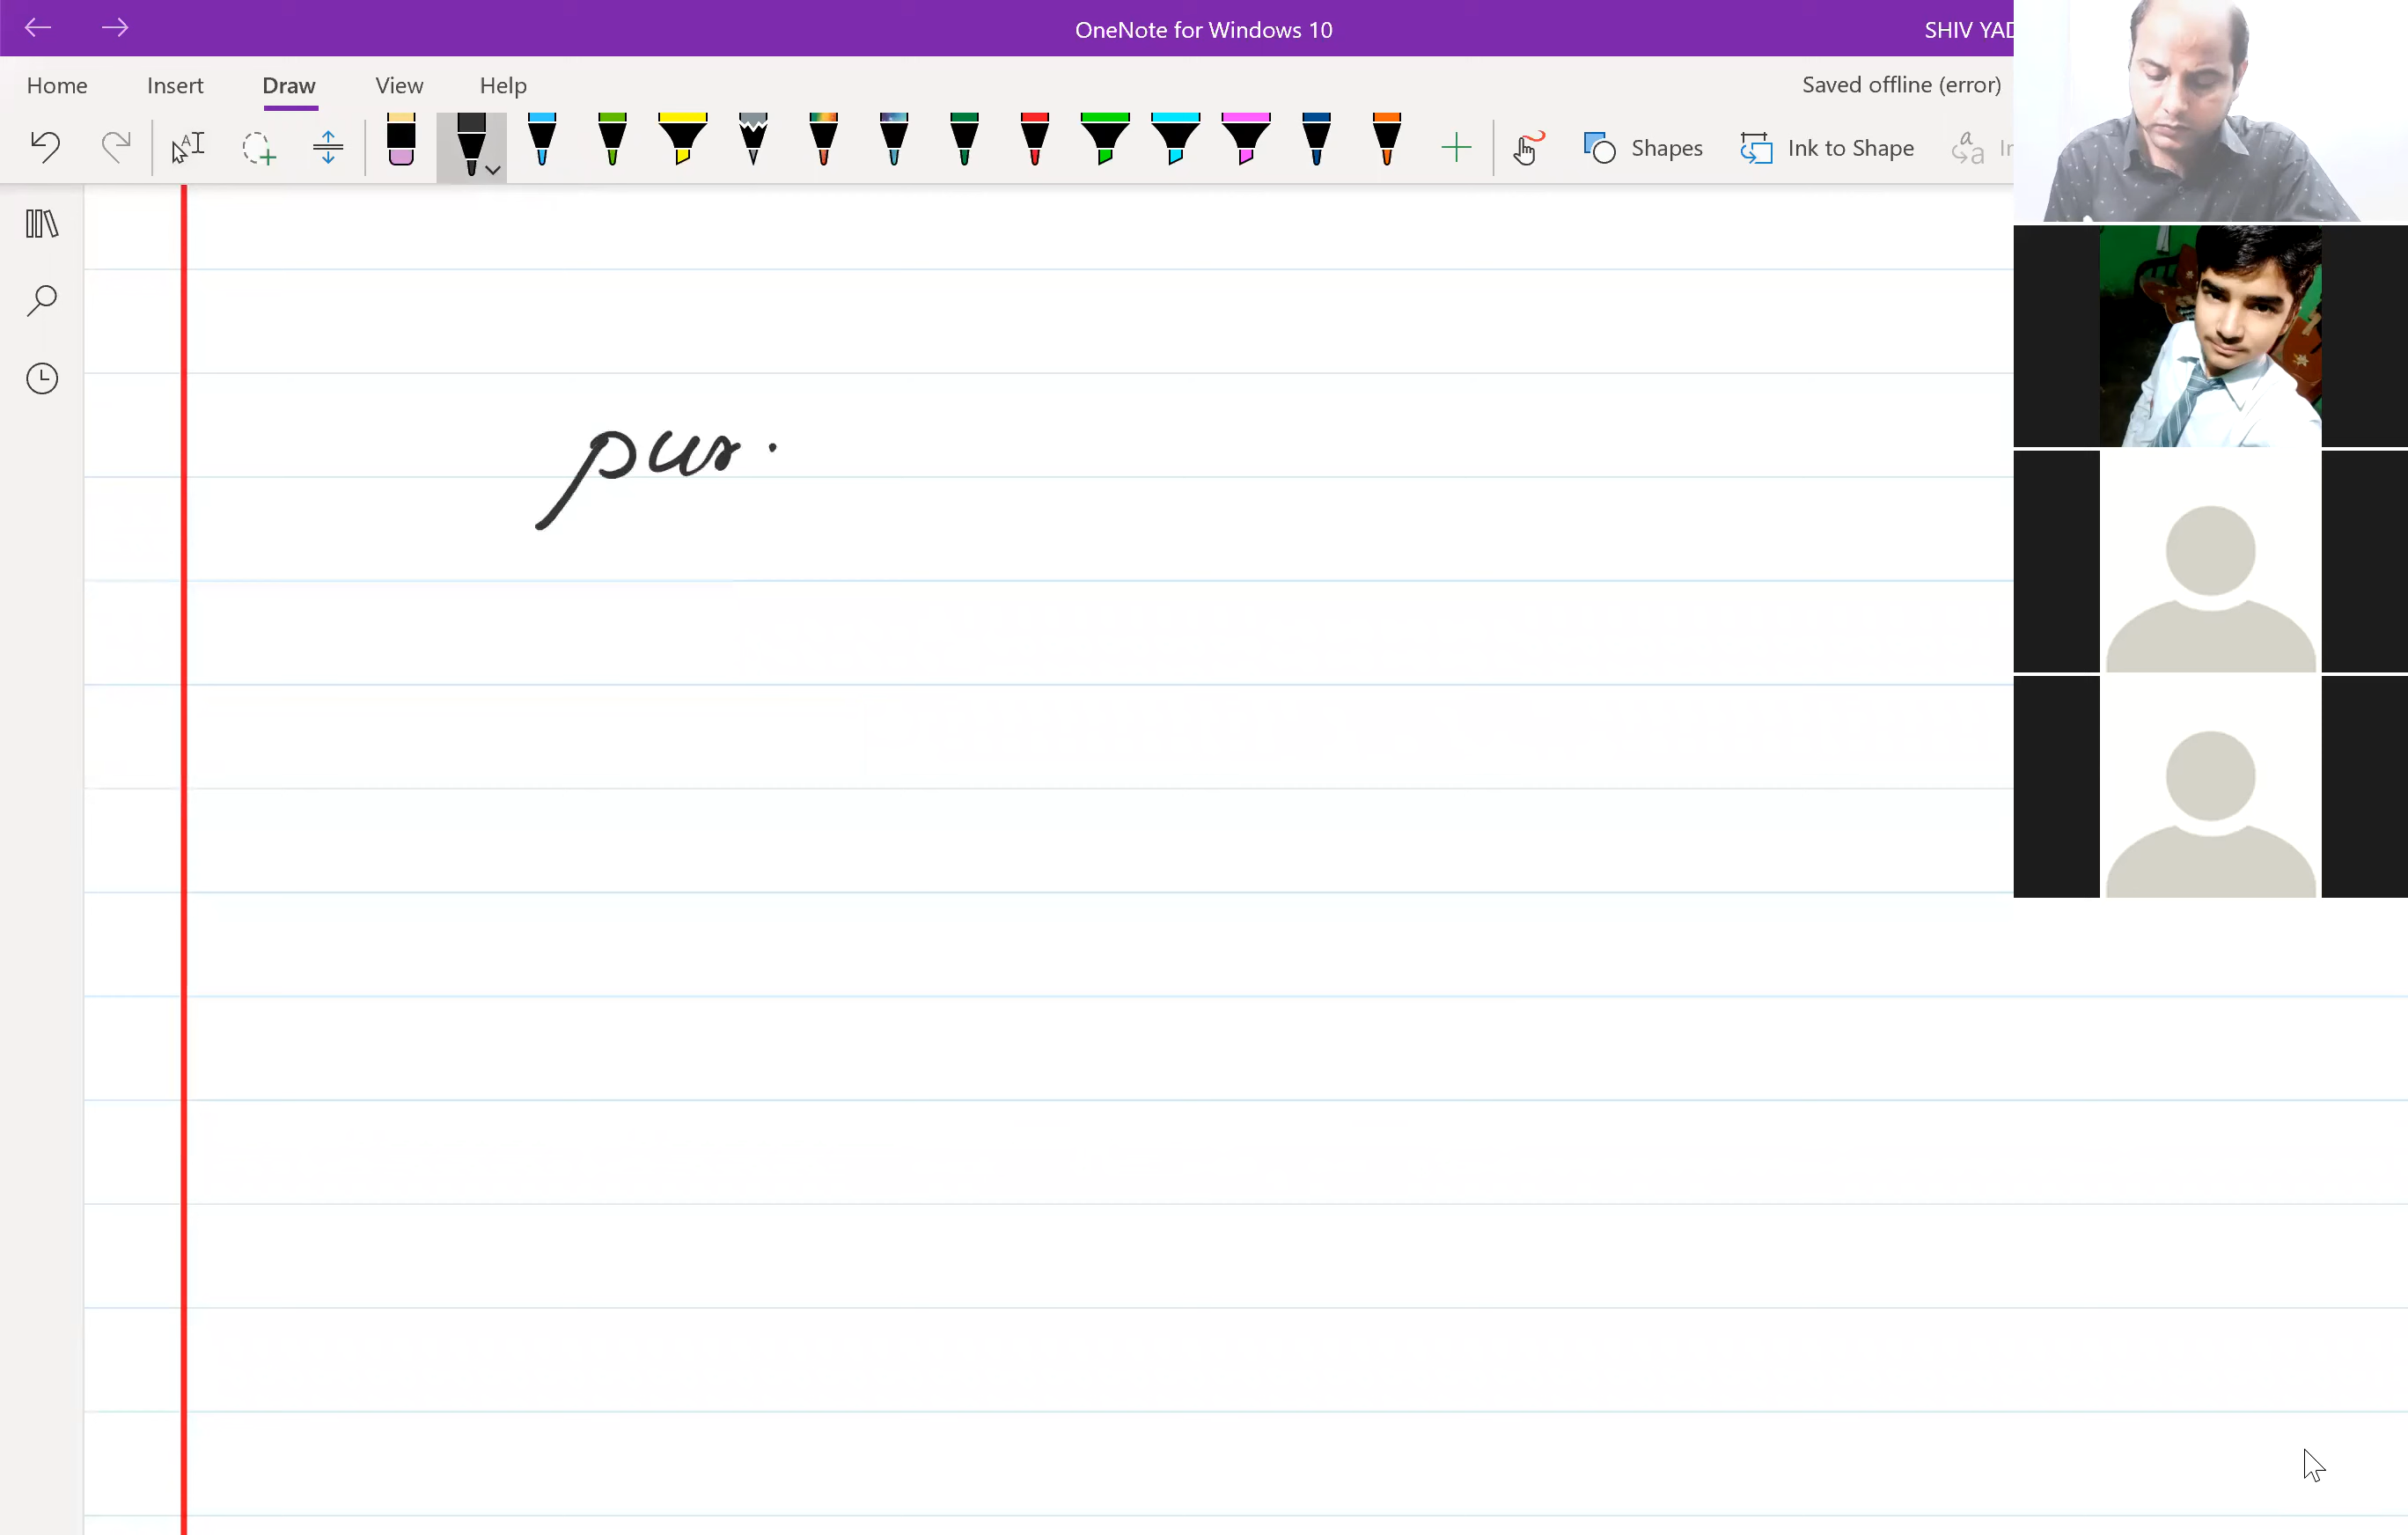 OneNote for Windows 10
SHIV YAD
Home Insert Draw View Help
Saved offline (error)
Shapes Ink to Shape
pur.